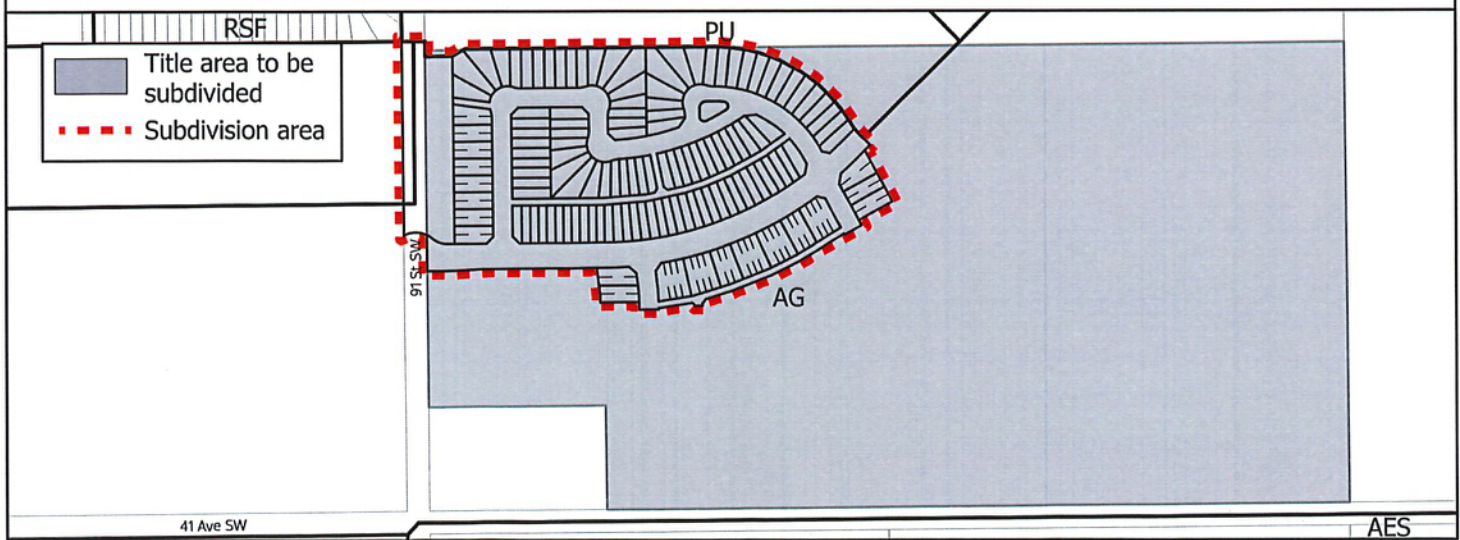 RSF
PU
Title area to be
subdivided
Subdivision area
91 St SW
AG
41 Ave SW
AES